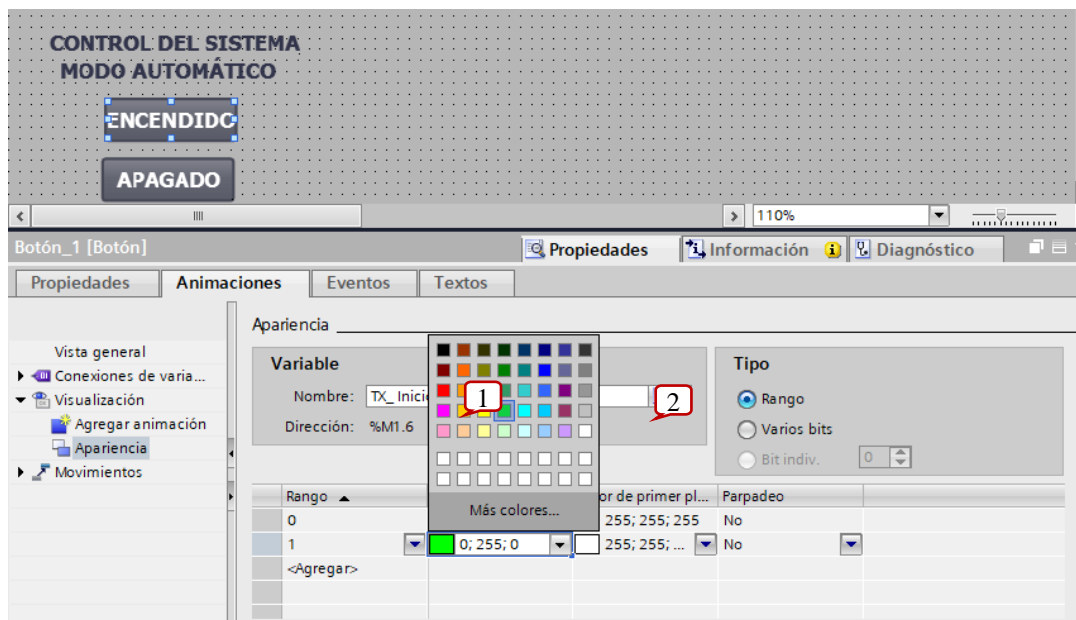 CONTROL DEL SISTEMA
MODO AUTOMÁTICO
ENCENDIDO
APAGADO
110%
Botón_1 [Botón]
Propiedades
Información
Diagnóstico
Propiedades
Animaciones
Eventos
Textos
Vista general
Conexiones de varia...
Visualización
Agregar animación
Apariencia
Movimientos
Apariencia
Variable
Nombre: TX_Inici
Dirección: %M1.6
1
2
Más colores...
Tipo
Rango
Varios bits
Bit indiv. 0
Rango or de primer pl... Parpadeo
0 255; 255; 255 No
1 0; 255; 0 255; 255; ... No
<Agregar>